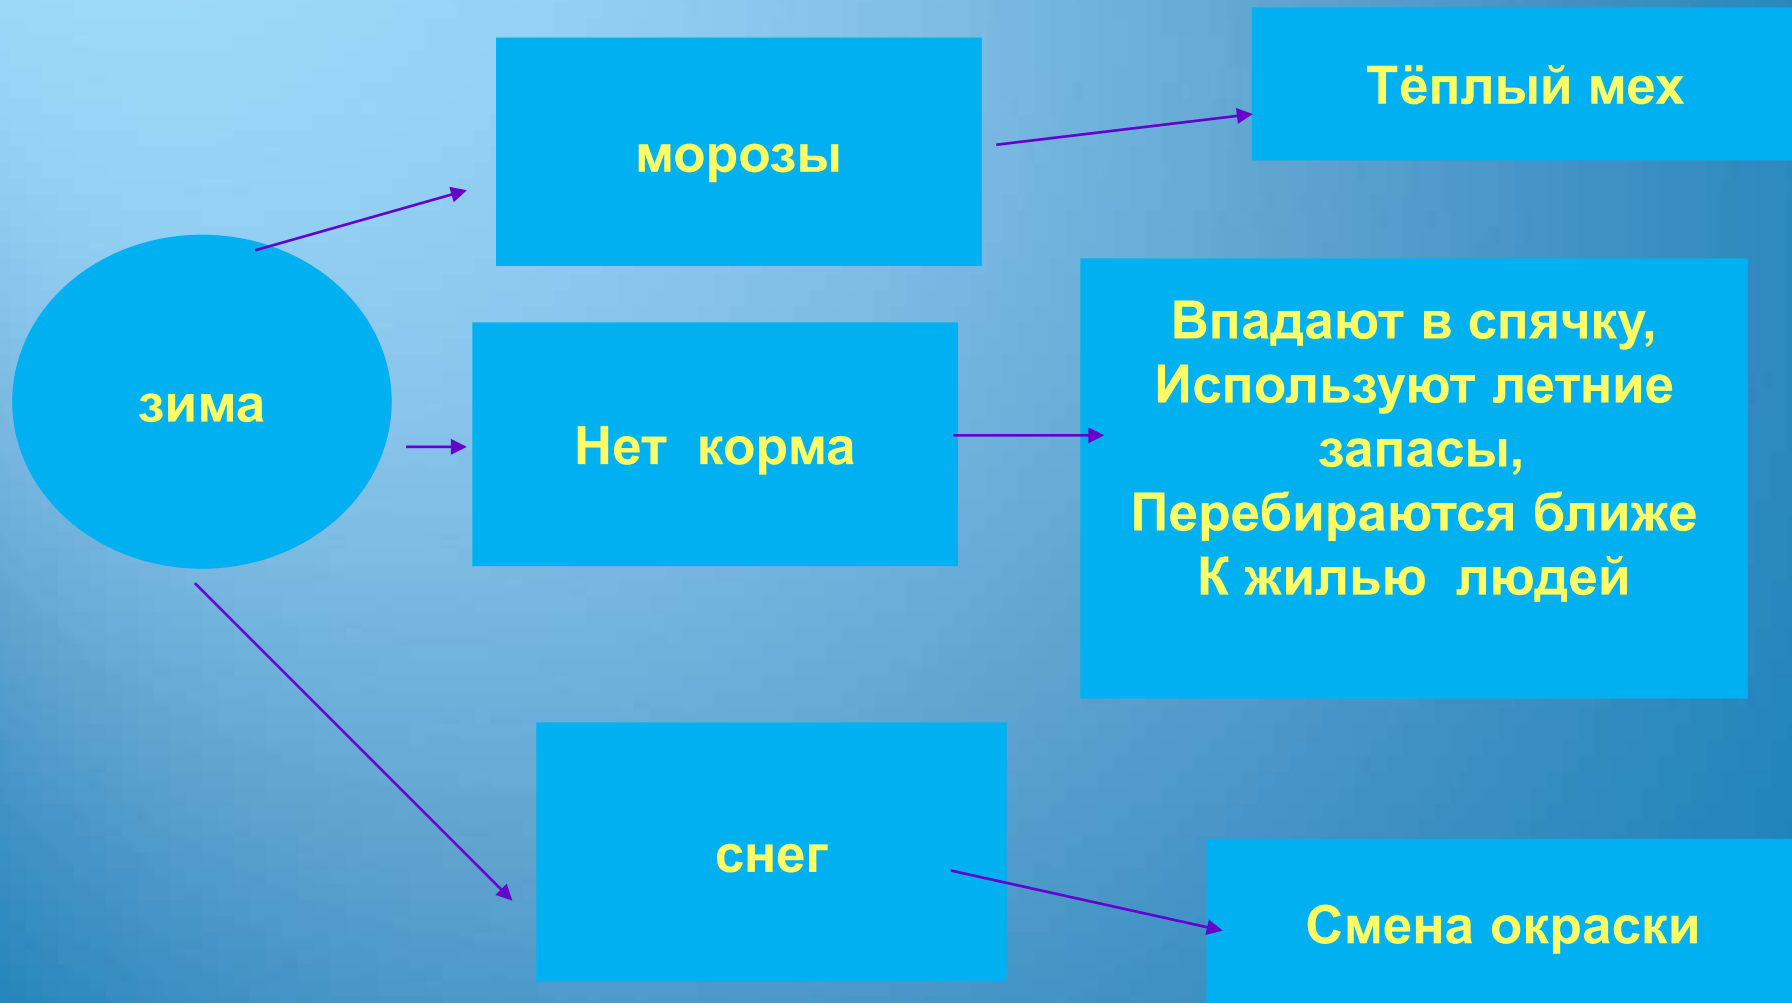 зима
морозы
Тёплый мех
Нет корма
Впадают в спячку,
Используют летние
запасы,
Перебираются ближе
К жилью людей
снег
Смена окраски